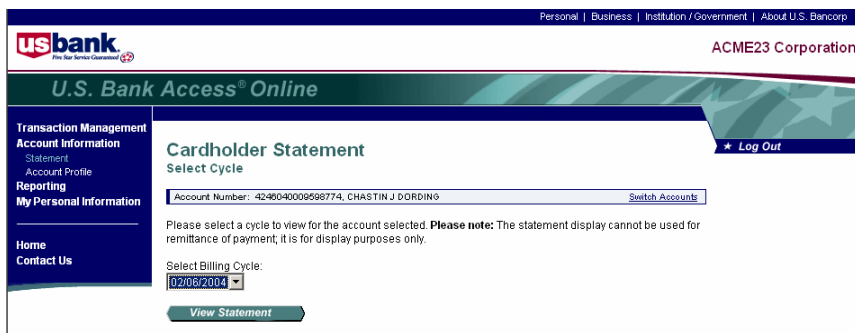 Personal | Business | Institution / Government | About U.S. Bancorp
usbank.
Five Star Service Guaranteed
ACME23 Corporation
U.S. Bank Access® Online
Transaction Management
Account Information
Statement
Account Profile
Reporting
My Personal Information
Home
Contact Us
Log Out
Cardholder Statement
Select Cycle
Account Number: 4246040009598774, CHASTIN J DORDING
Switch Accounts
Please select a cycle to view for the account selected. Please note: The statement display cannot be used for
remittance of payment; it is for display purposes only.
Select Billing Cycle:
02/06/2004
View Statement